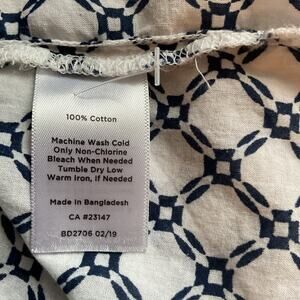 100% Cotton
Machine Wash Cold
Only Non-Chlorine
Bleach When Needed
Tumble Dry Low
Warm Iron, If Needed
Made In Bangladesh
CA #23147
BD2706 02/19